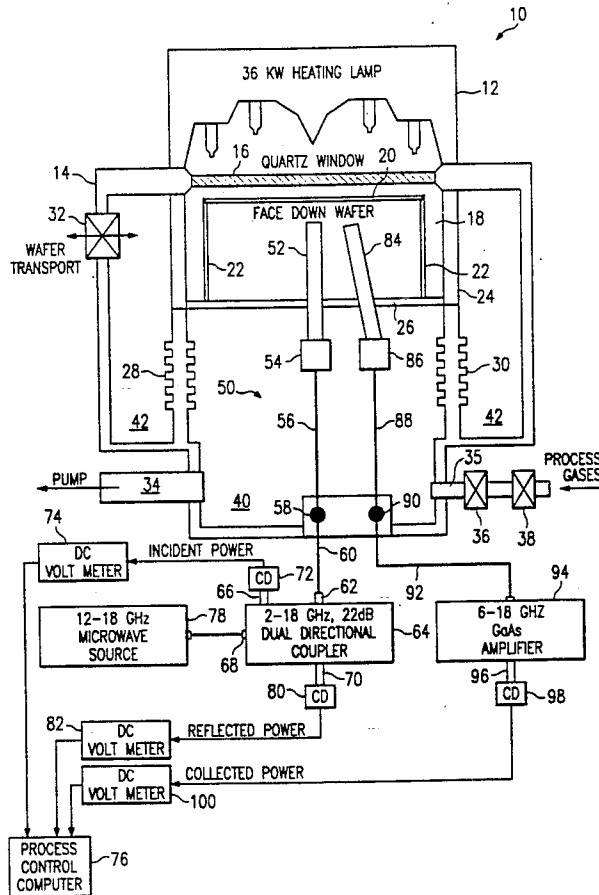 10
36 KW HEATING LAMP
12
14
16
QUARTZ WINDOW
20
FACE DOWN WAFER
18
32
WAFER
TRANSPORT
52
84
22
22
24
26
54
86
28
30
50
56
88
42
42
PUMP
34
40
58
90
35
PROCESS
GASES
36
38
74
DC
VOLT METER
INCIDENT POWER
60
72
CD
66
62
92
94
12-18 GHz
MICROWAVE
SOURCE
78
68
2-18 GHz, 22dB
DUAL DIRECTIONAL
COUPLER
64
6-18 GHZ
GaAs
AMPLIFIER
70
80
CD
96
CD
98
82
DC
VOLT METER
REFLECTED POWER
DC
VOLT METER
COLLECTED POWER
100
PROCESS
CONTROL
COMPUTER
76